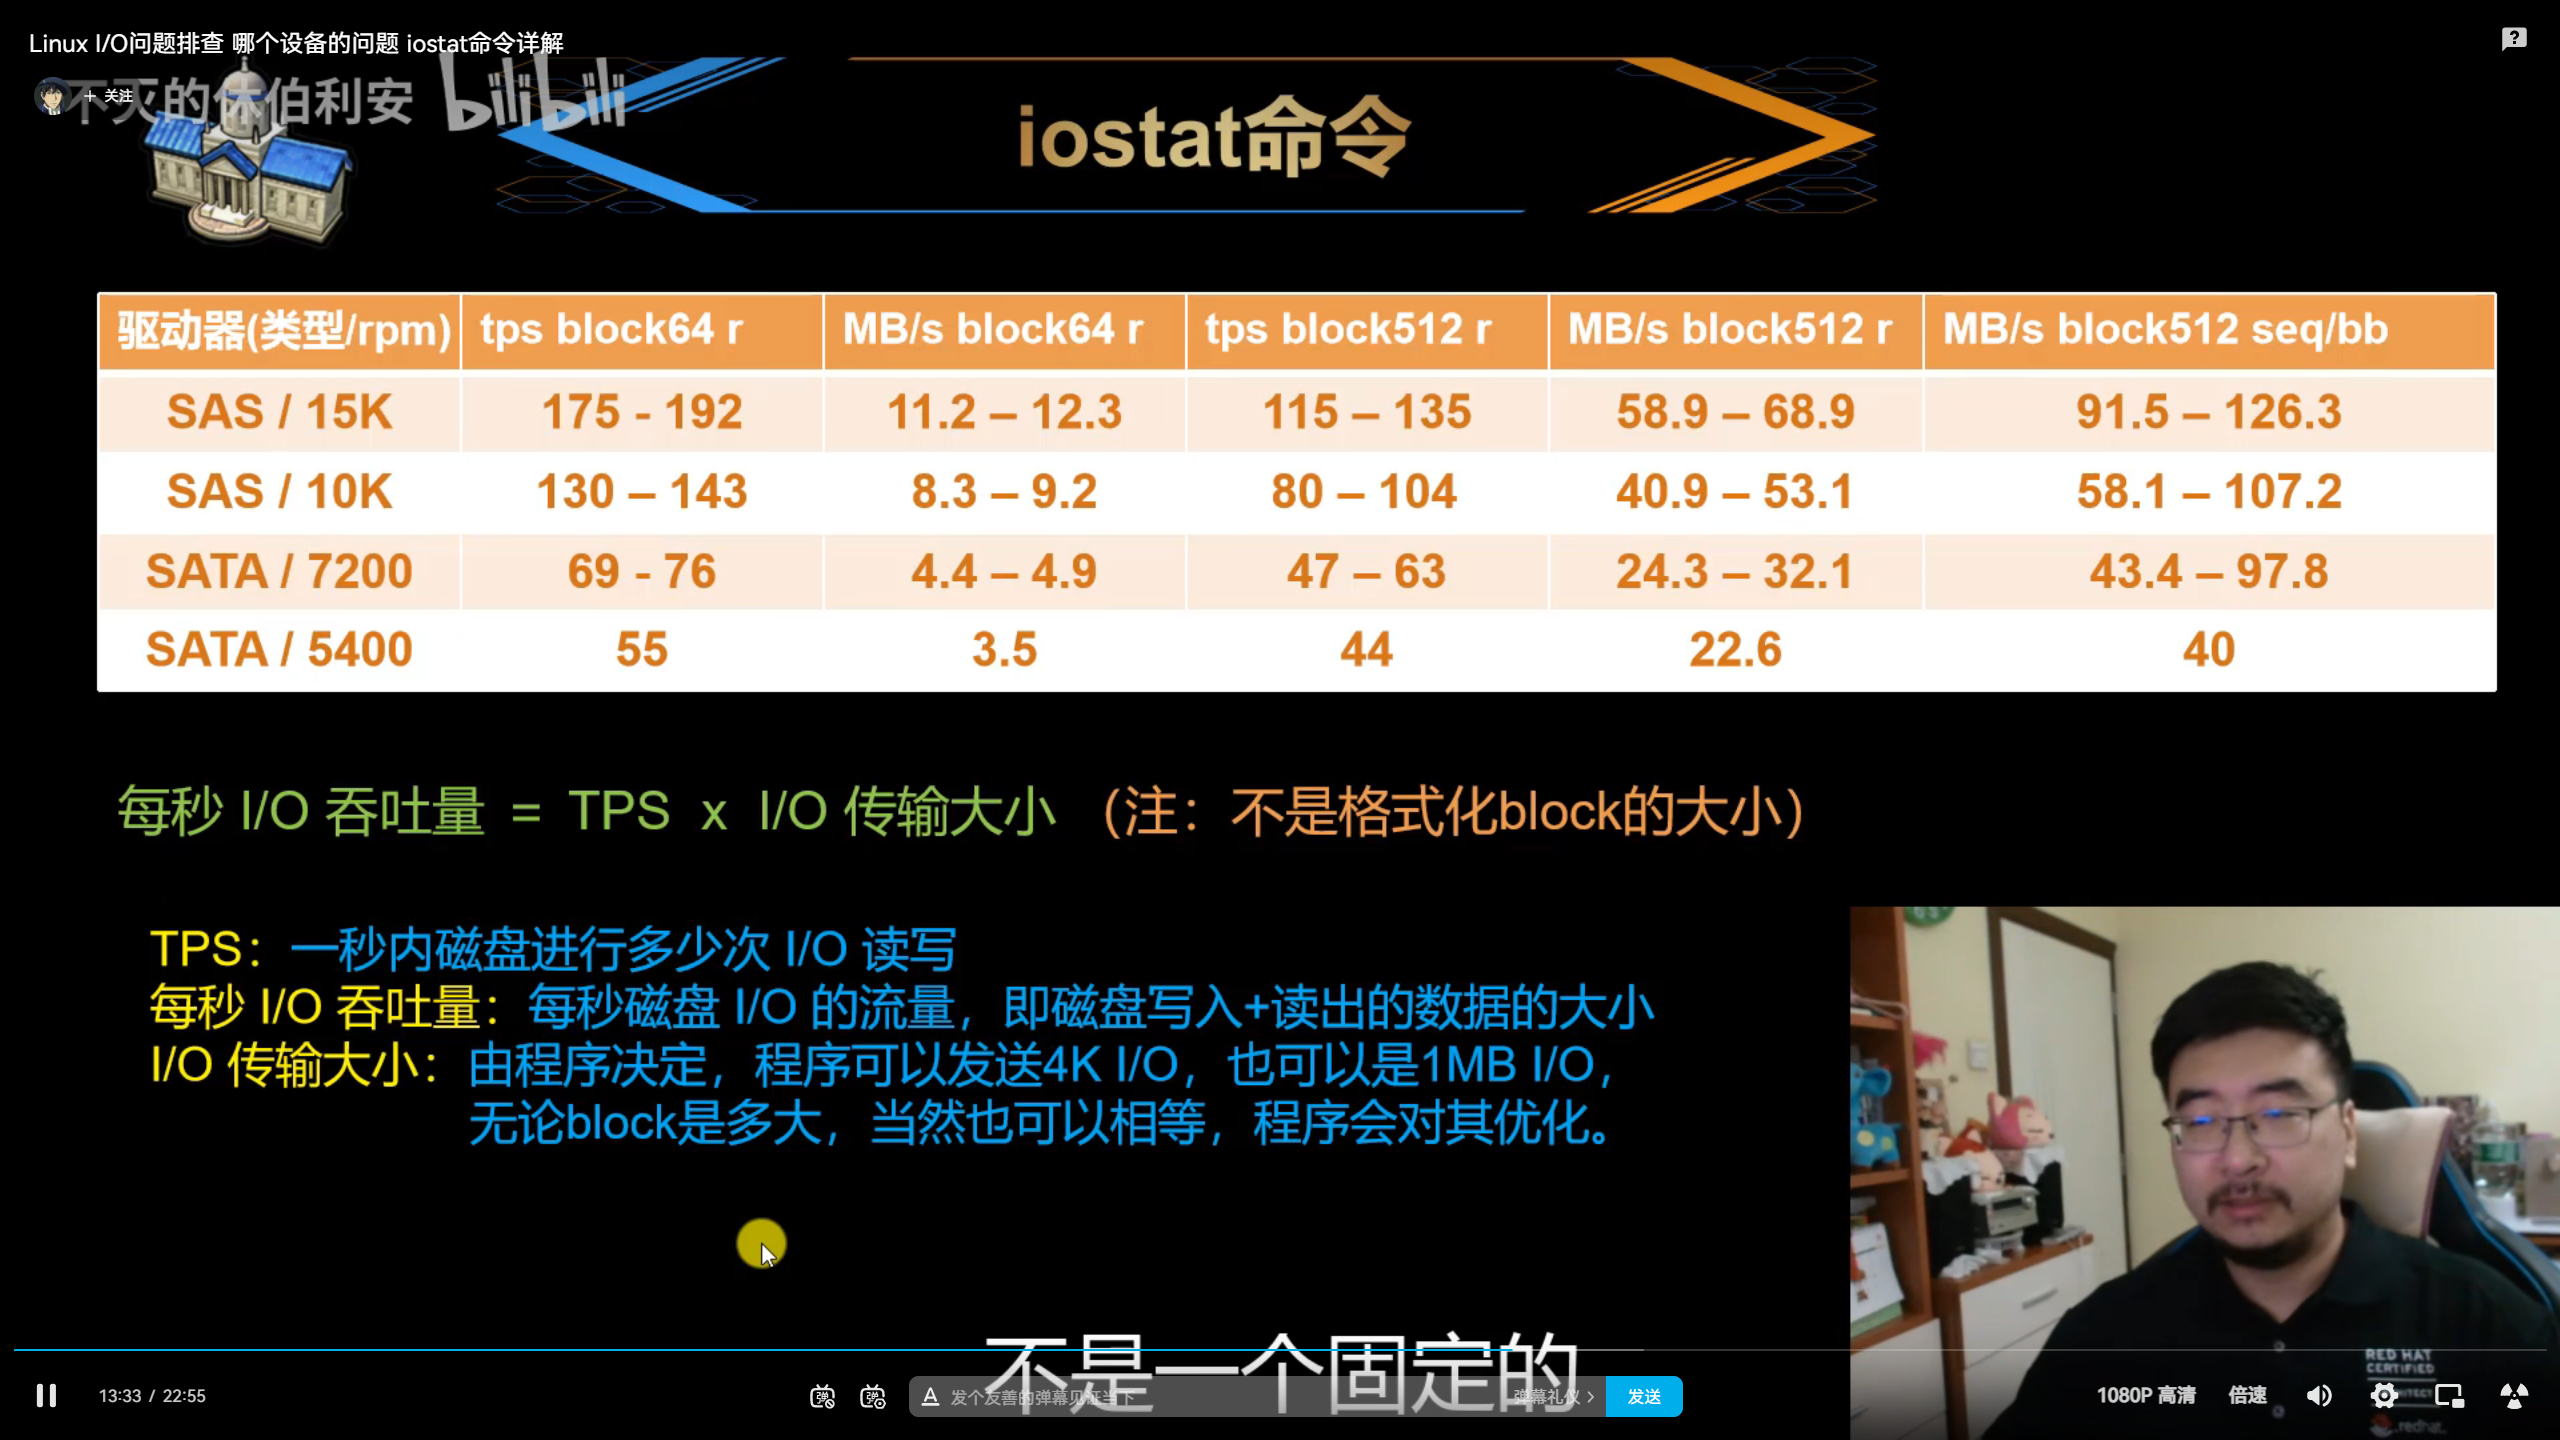 Linux I/O问题排查 哪个设备的问题 iostat命令详解
+ 关注
不灭的休伯利安 bilibili
iostat命令
驱动器(类型/rpm) tps block64 r MB/s block64 r tps block512 r MB/s block512 r MB/s block512 seq/bb
SAS / 15K 175 - 192 11.2 – 12.3 115 – 135 58.9 – 68.9 91.5 – 126.3
SAS / 10K 130 – 143 8.3 – 9.2 80 – 104 40.9 – 53.1 58.1 – 107.2
SATA / 7200 69 - 76 4.4 – 4.9 47 – 63 24.3 – 32.1 43.4 – 97.8
SATA / 5400 55 3.5 44 22.6 40
每秒 I/O 吞吐量 = TPS x I/O 传输大小 （注：不是格式化block的大小）
TPS：一秒内磁盘进行多少次 I/O 读写
每秒 I/O 吞吐量：每秒磁盘 I/O 的流量，即磁盘写入+读出的数据的大小
I/O 传输大小：由程序决定，程序可以发送4K I/O，也可以是1MB I/O，
无论block是多大，当然也可以相等，程序会对其优化。
不是一个固定的
RED HAT
CERTIFIED
redhat
13:33 / 22:55
发个友善的弹幕见证当下
弹幕礼仪 >
发送
1080P 高清
倍速